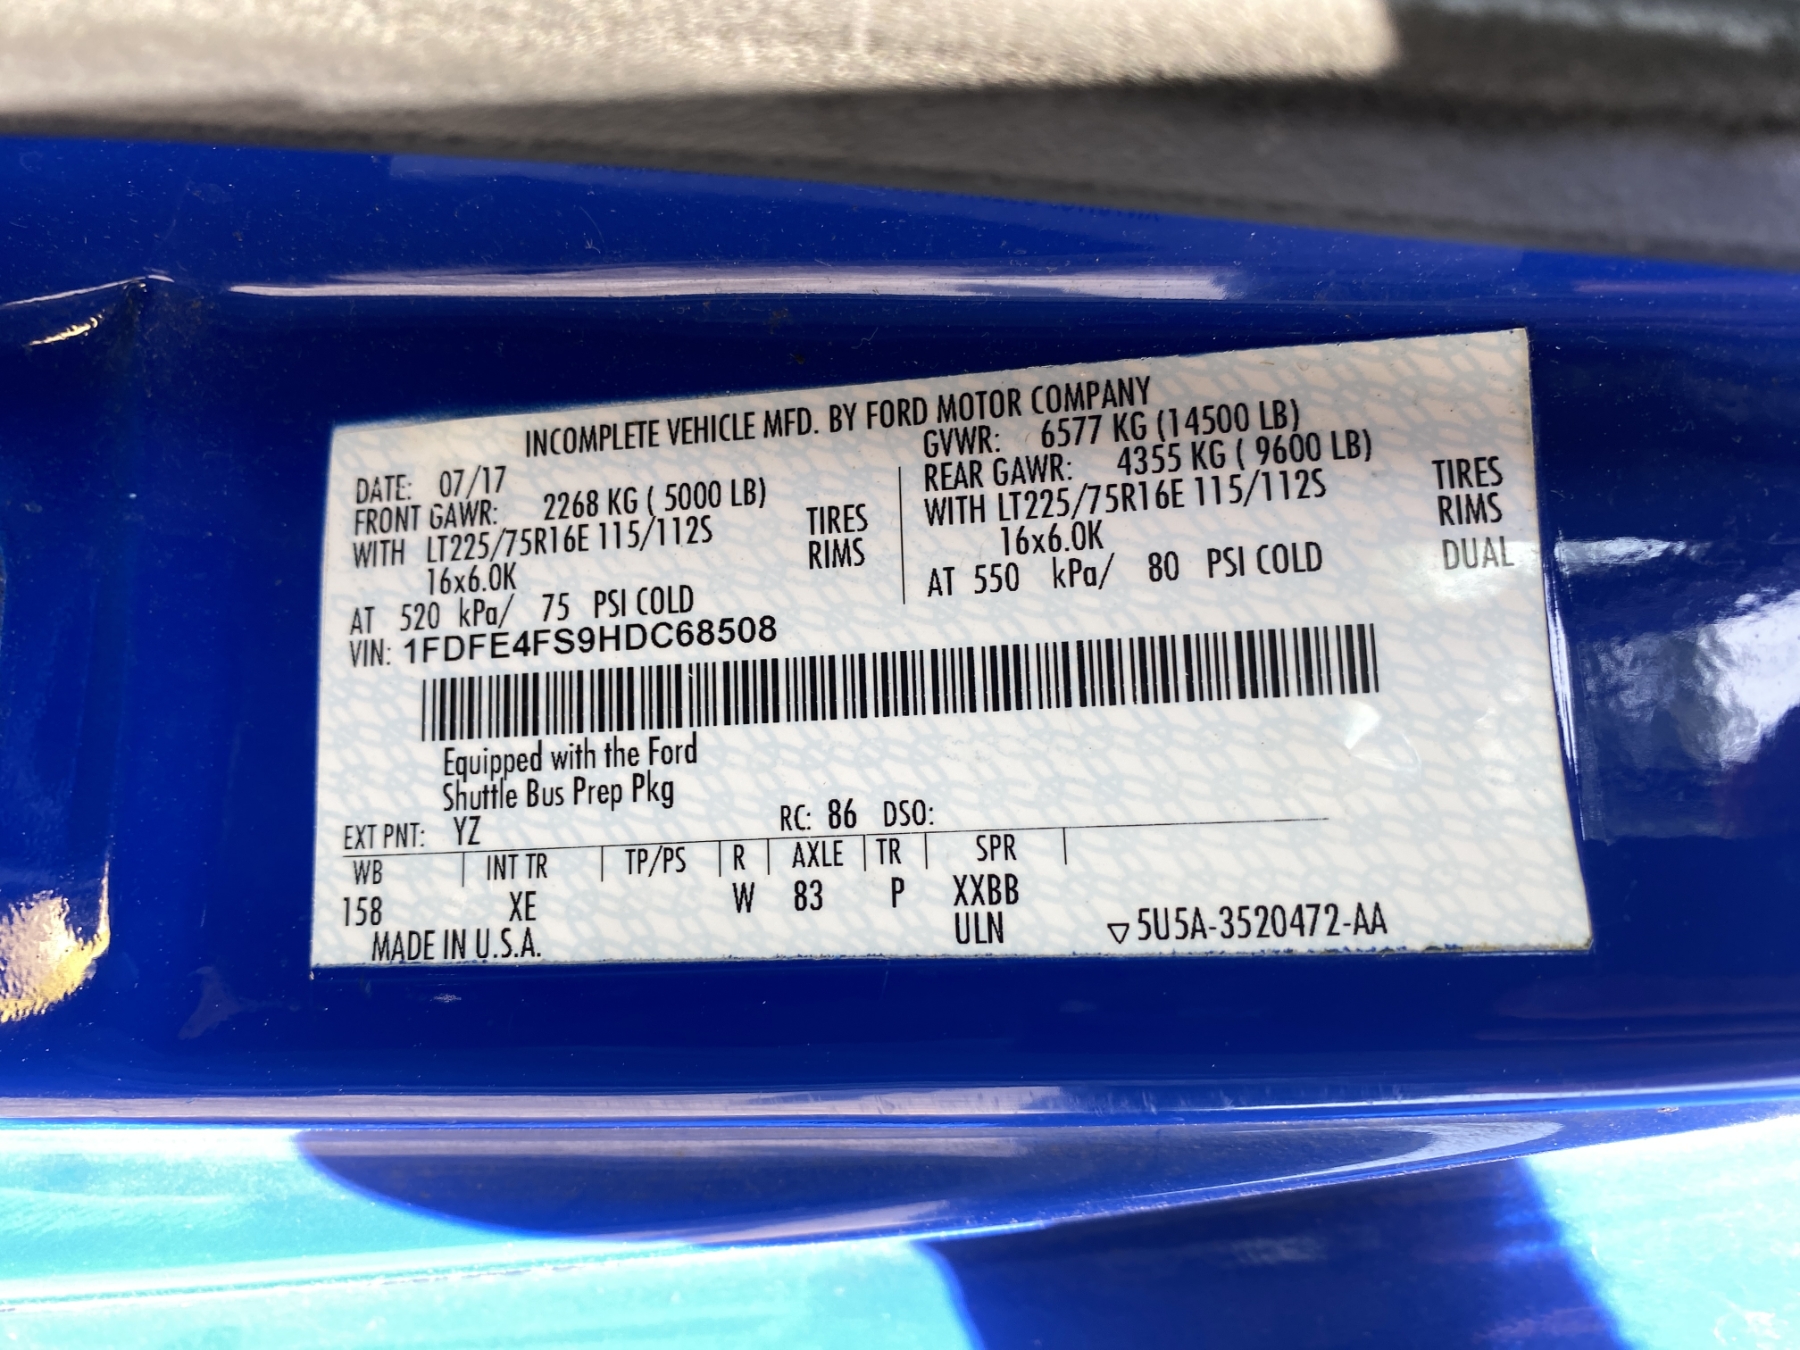 INCOMPLETE VEHICLE MFD. BY FORD MOTOR COMPANY
DATE: 07/17
FRONT GAWR: 2268 KG ( 5000 LB)
WITH LT225/75R16E 115/112S TIRES
16x6.0K RIMS
AT 520 kPa/ 75 PSI COLD
GVWR: 6577 KG (14500 LB)
REAR GAWR: 4355 KG ( 9600 LB)
WITH LT225/75R16E 115/112S TIRES
16x6.0K RIMS
AT 550 kPa/ 80 PSI COLD DUAL
VIN: 1FDFE4FS9HDC68508
Equipped with the Ford
Shuttle Bus Prep Pkg
EXT PNT: YZ RC: 86 DSO:
WB INT TR TP/PS R AXLE TR SPR
158 XE W 83 P XXBB
MADE IN U.S.A. ULN ▽5U5A-3520472-AA